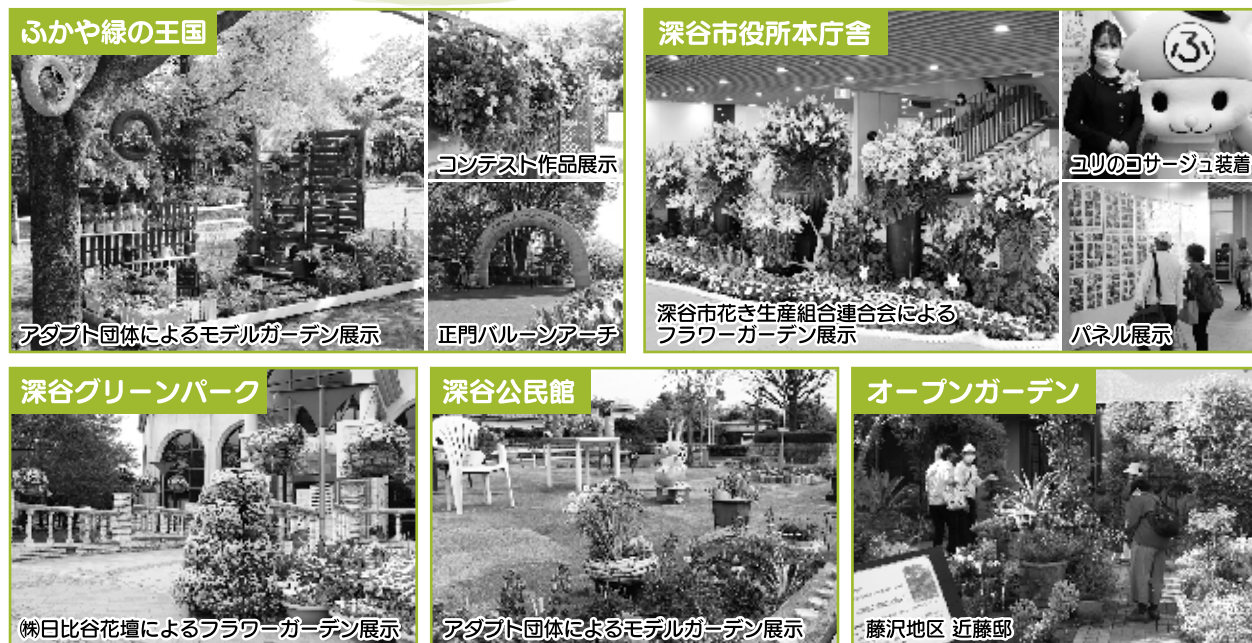 ふかや緑の王国
アダプト団体によるモデルガーデン展示
コンテスト作品展示
正門バルーンアーチ
深谷市役所本庁舎
深谷市花き生産組合連合会による
フラワーガーデン展示
ふ
ユリのコサージュ装着
パネル展示
深谷グリーンパーク
㈱日比谷花壇によるフラワーガーデン展示
深谷公民館
アダプト団体によるモデルガーデン展示
オープンガーデン
藤沢地区 近藤邸